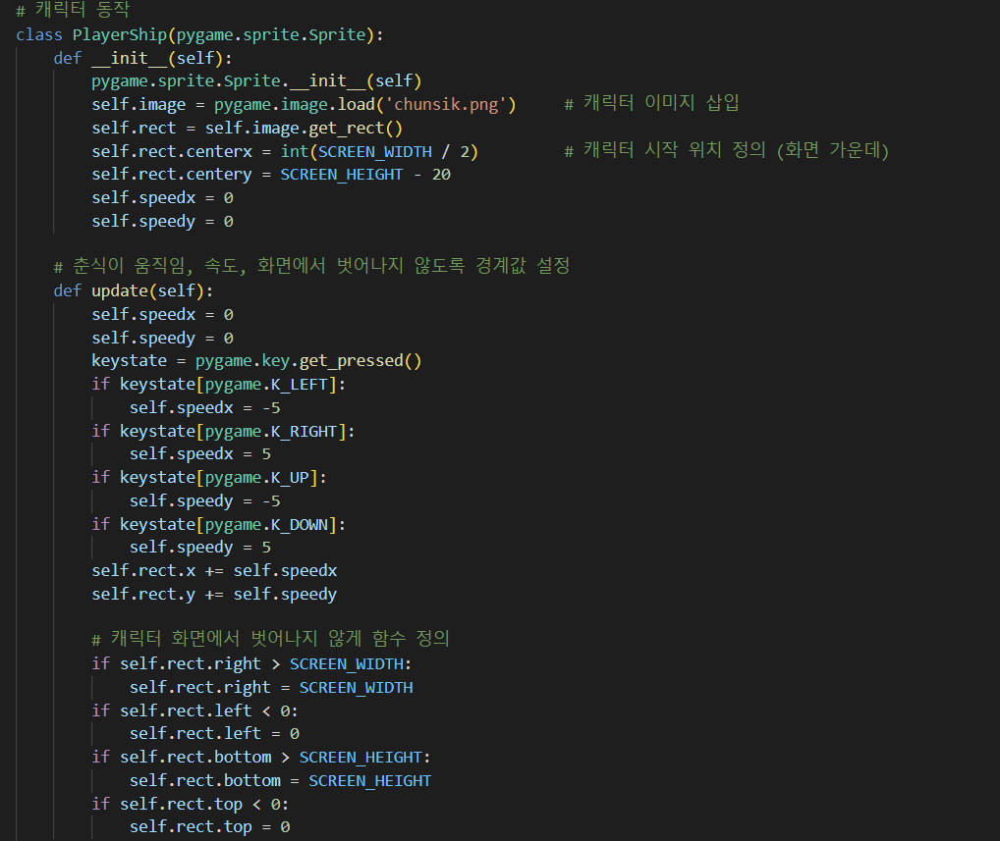 # 캐릭터 동작
class PlayerShip(pygame.sprite.Sprite):
    def __init__(self):
        pygame.sprite.Sprite.__init__(self)
        self.image = pygame.image.load('chunsik.png')     # 캐릭터 이미지 삽입
        self.rect = self.image.get_rect()
        self.rect.centerx = int(SCREEN_WIDTH / 2)         # 캐릭터 시작 위치 정의 (화면 가운데)
        self.rect.centery = SCREEN_HEIGHT - 20
        self.speedx = 0
        self.speedy = 0

    # 춘식이 움직임, 속도, 화면에서 벗어나지 않도록 경계값 설정
    def update(self):
        self.speedx = 0
        self.speedy = 0
        keystate = pygame.key.get_pressed()
        if keystate[pygame.K_LEFT]:
            self.speedx = -5
        if keystate[pygame.K_RIGHT]:
            self.speedx = 5
        if keystate[pygame.K_UP]:
            self.speedy = -5
        if keystate[pygame.K_DOWN]:
            self.speedy = 5
        self.rect.x += self.speedx
        self.rect.y += self.speedy

        # 캐릭터 화면에서 벗어나지 않게 함수 정의
        if self.rect.right > SCREEN_WIDTH:
            self.rect.right = SCREEN_WIDTH
        if self.rect.left < 0:
            self.rect.left = 0
        if self.rect.bottom > SCREEN_HEIGHT:
            self.rect.bottom = SCREEN_HEIGHT
        if self.rect.top < 0:
            self.rect.top = 0